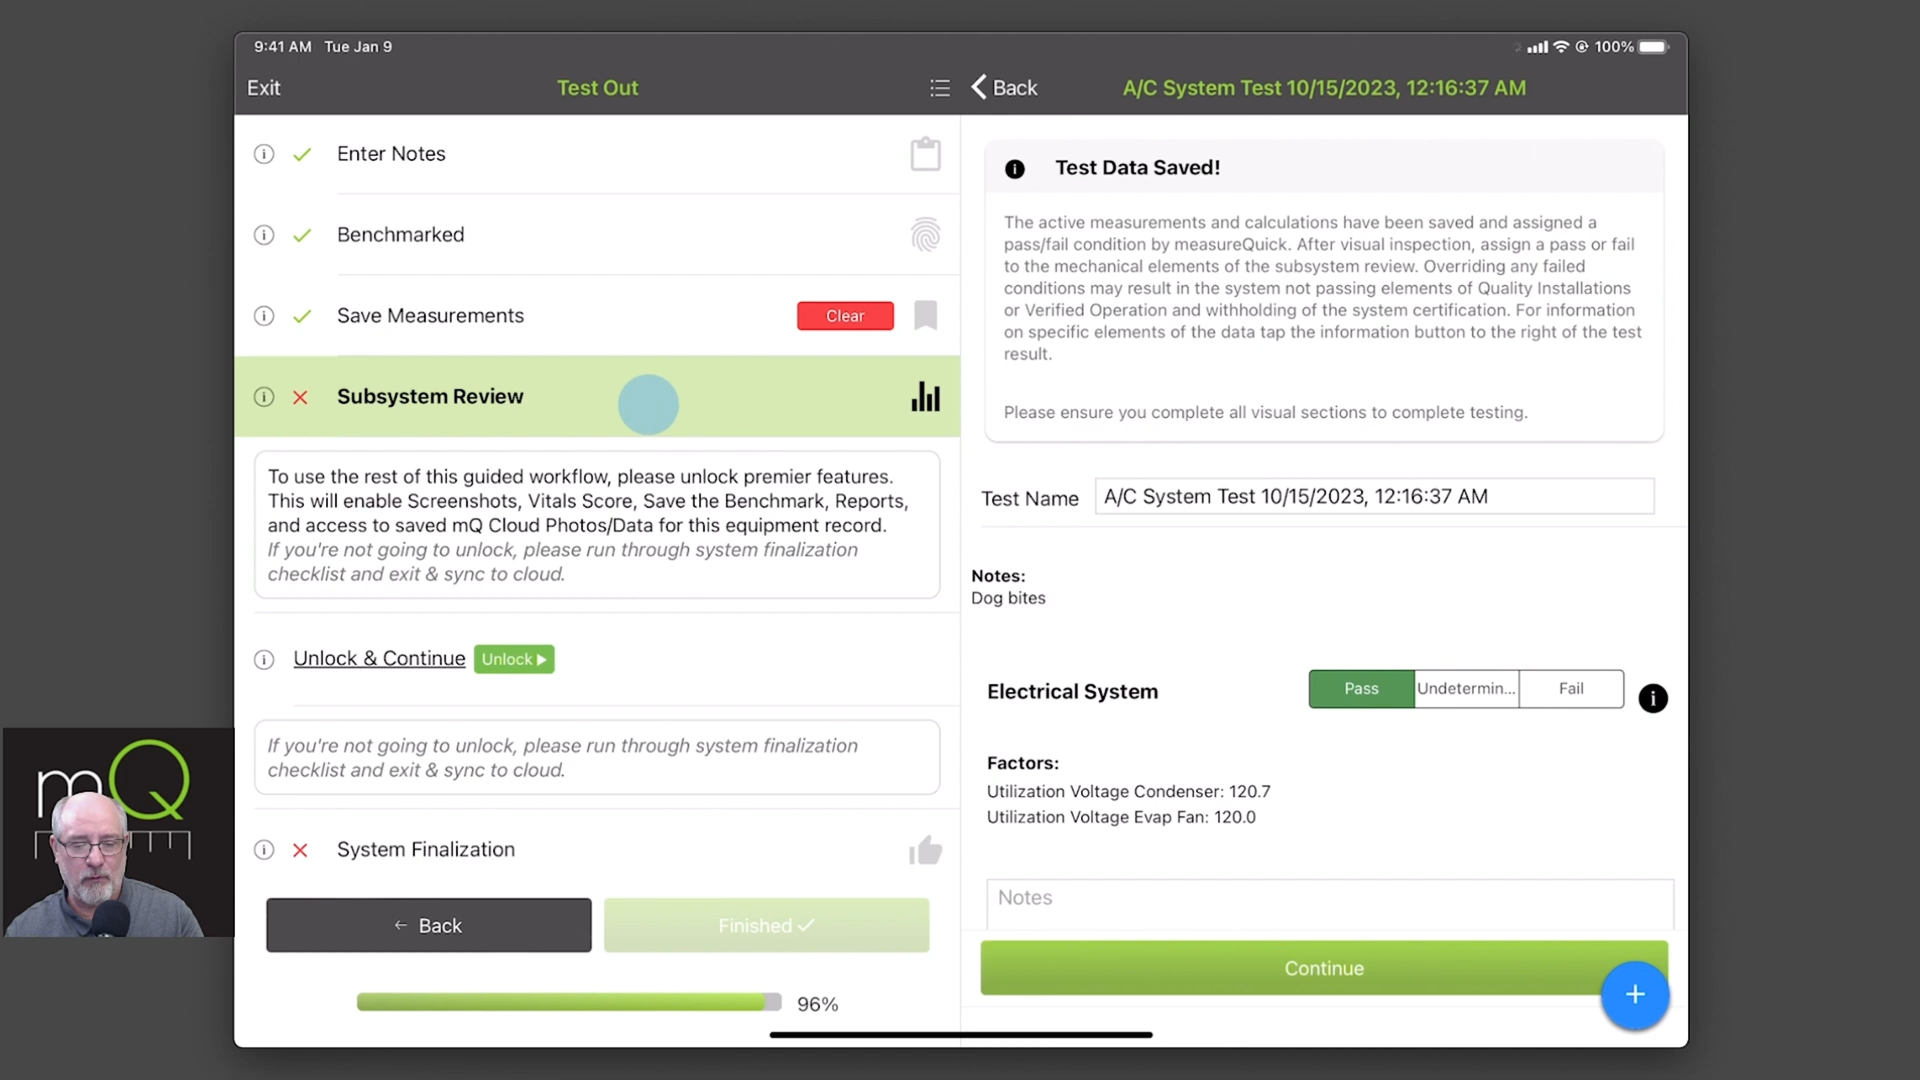 9:41 AM Tue Jan 9
100%
Exit
Test Out
Back
A/C System Test 10/15/2023, 12:16:37 AM
Enter Notes
Benchmarked
Save Measurements
Clear
Subsystem Review
To use the rest of this guided workflow, please unlock premier features.
This will enable Screenshots, Vitals Score, Save the Benchmark, Reports,
and access to saved mQ Cloud Photos/Data for this equipment record.
If you're not going to unlock, please run through system finalization
checklist and exit & sync to cloud.
Unlock & Continue
Unlock
If you're not going to unlock, please run through system finalization
checklist and exit & sync to cloud.
System Finalization
Back
Finished
96%
Test Data Saved!
The active measurements and calculations have been saved and assigned a
pass/fail condition by measureQuick. After visual inspection, assign a pass or fail
to the mechanical elements of the subsystem review. Overriding any failed
conditions may result in the system not passing elements of Quality Installations
or Verified Operation and withholding of the system certification. For information
on specific elements of the data tap the information button to the right of the test
result.
Please ensure you complete all visual sections to complete testing.
Test Name
A/C System Test 10/15/2023, 12:16:37 AM
Notes:
Dog bites
Electrical System
Pass
Undetermin...
Fail
Factors:
Utilization Voltage Condenser: 120.7
Utilization Voltage Evap Fan: 120.0
Notes
Continue
mQ